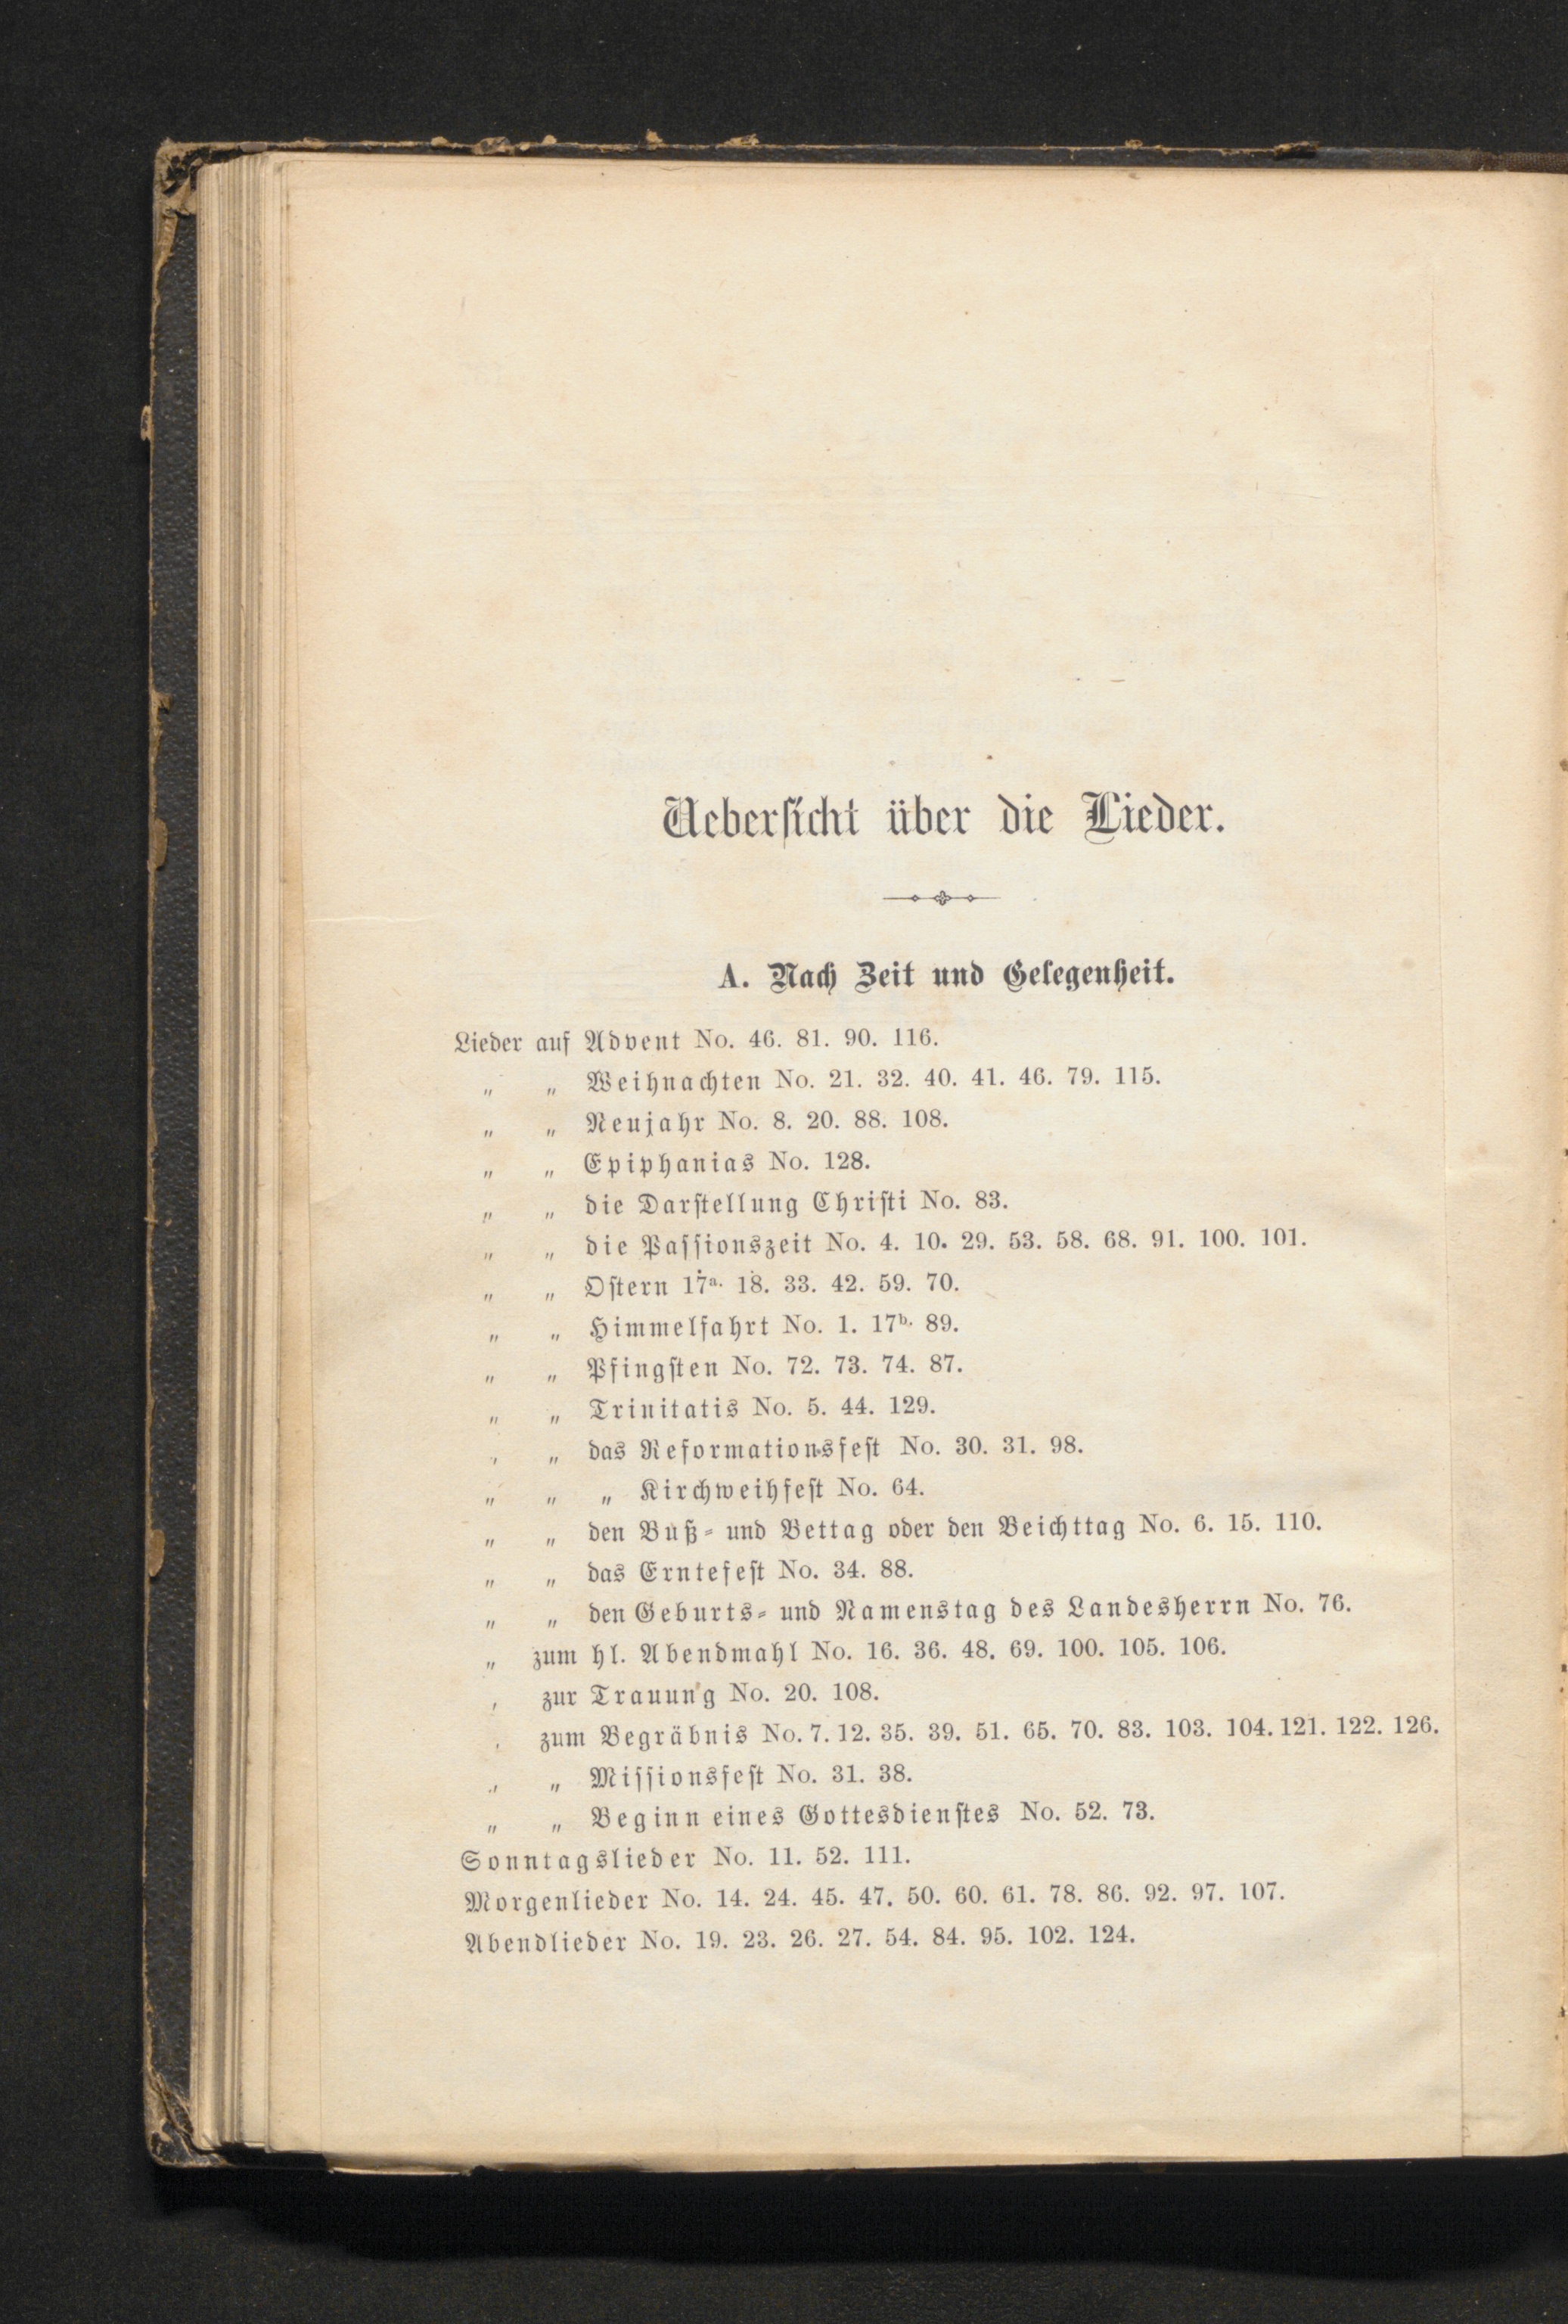 Ueberſicht über die Lieder.
A. Nach Zeit und Gelegenheit.
Lieder auf Advent No. 46. 81. 90. 116.
„ „ Weihnachten No. 21. 32. 40. 41. 46. 79. 115.
„ „ Neujahr No. 8. 20. 88. 108.
„ „ Epiphanias No. 128.
„ „ die Darſtellung Chriſti No. 83.
„ „ die Paſſionszeit No. 4. 10. 29. 53. 58. 68. 91. 100. 101.
„ „ Oſtern 17a. 18. 33. 42. 59. 70.
„ „ Himmelfahrt No. 1. 17b. 89.
„ „ Pfingſten No. 72. 73. 74. 87.
„ „ Trinitatis No. 5. 44. 129.
„ „ das Reformationsfeſt No. 30. 31. 98.
„ „ „ Kirchweihfeſt No. 64.
„ „ den Buß- und Bettag oder den Beichttag No. 6. 15. 110.
„ „ das Erntefeſt No. 34. 88.
„ „ den Geburts- und Namenstag des Landesherrn No. 76.
„ zum hl. Abendmahl No. 16. 36. 48. 69. 100. 105. 106.
„ zur Trauung No. 20. 108.
„ zum Begräbnis No. 7. 12. 35. 39. 51. 65. 70. 83. 103. 104. 121. 122. 126.
„ „ Miſſionsfeſt No. 31. 38.
„ „ Beginn eines Gottesdienſtes No. 52. 73.
Sonntagslieder No. 11. 52. 111.
Morgenlieder No. 14. 24. 45. 47. 50. 60. 61. 78. 86. 92. 97. 107.
Abendlieder No. 19. 23. 26. 27. 54. 84. 95. 102. 124.